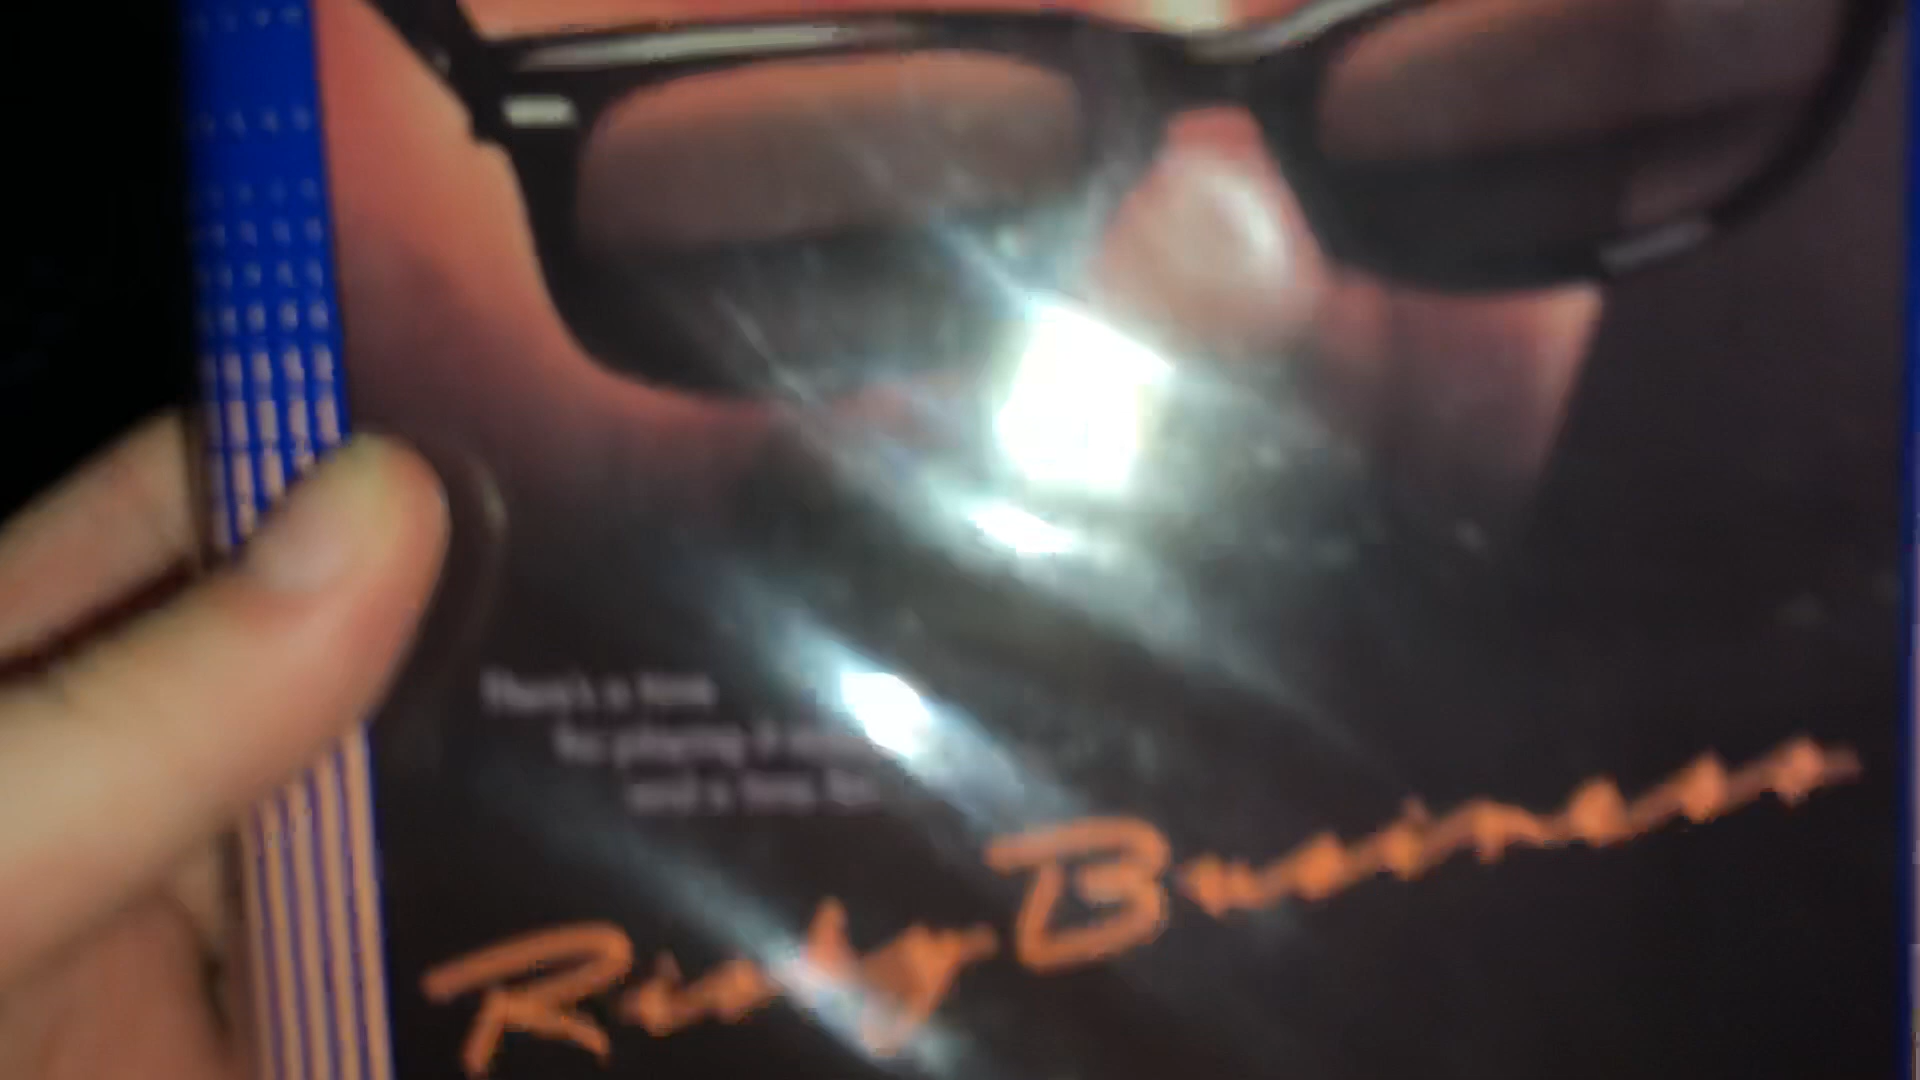 There's a time
for playing it
and a time for
Risky Business